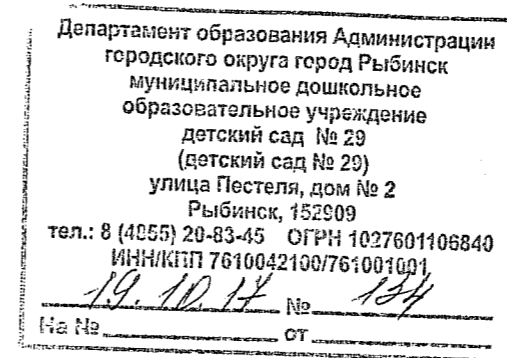 Департамент образования Администрации
городского округа город Рыбинск
муниципальное дошкольное
образовательное учреждение
детский сад № 29
(детский сад № 29)
улица Пестеля, дом № 2
Рыбинск, 152909
тел.: 8 (4855) 20-83-45 ОГРН 1027601106840
ИНН/КПП 7610042100/761001001
19.10.17 № 134
На № от